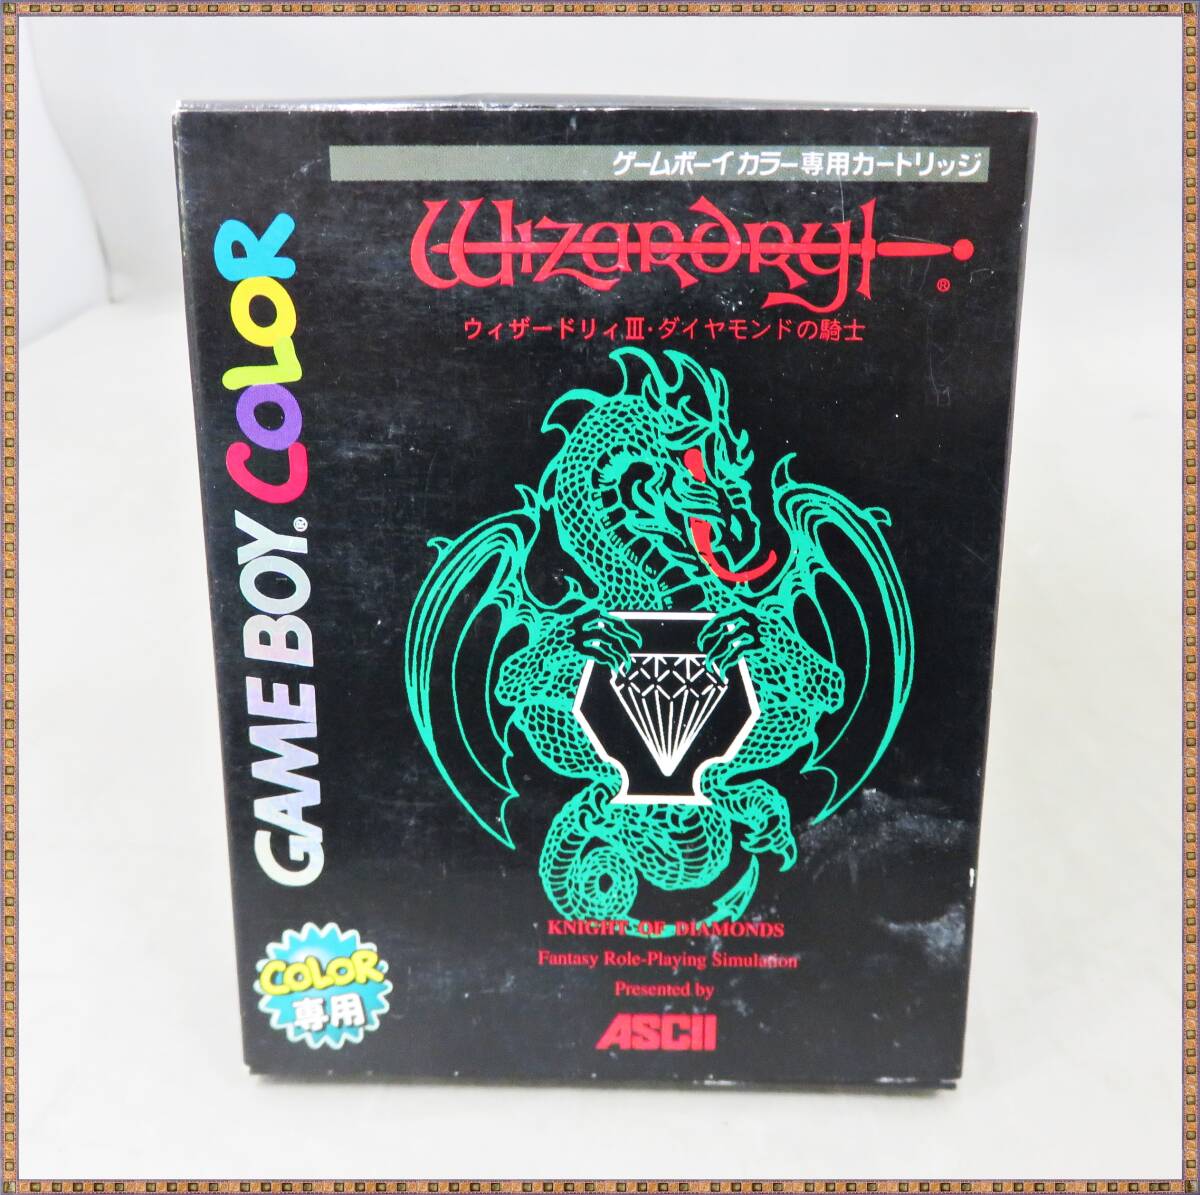 ゲームボーイカラー専用カートリッジ
Wizardry®
ウィザードリィIII・ダイヤモンドの騎士
GAME BOY® COLOR
KNIGHT OF DIAMONDS
Fantasy Role-Playing Simulation
Presented by
ASCII
COLOR
専用